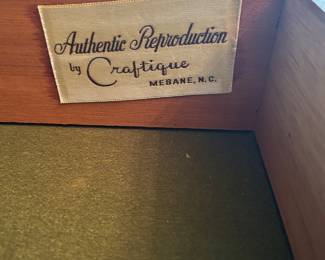 Authentic Reproduction
by Craftique
MEBANE, N.C.